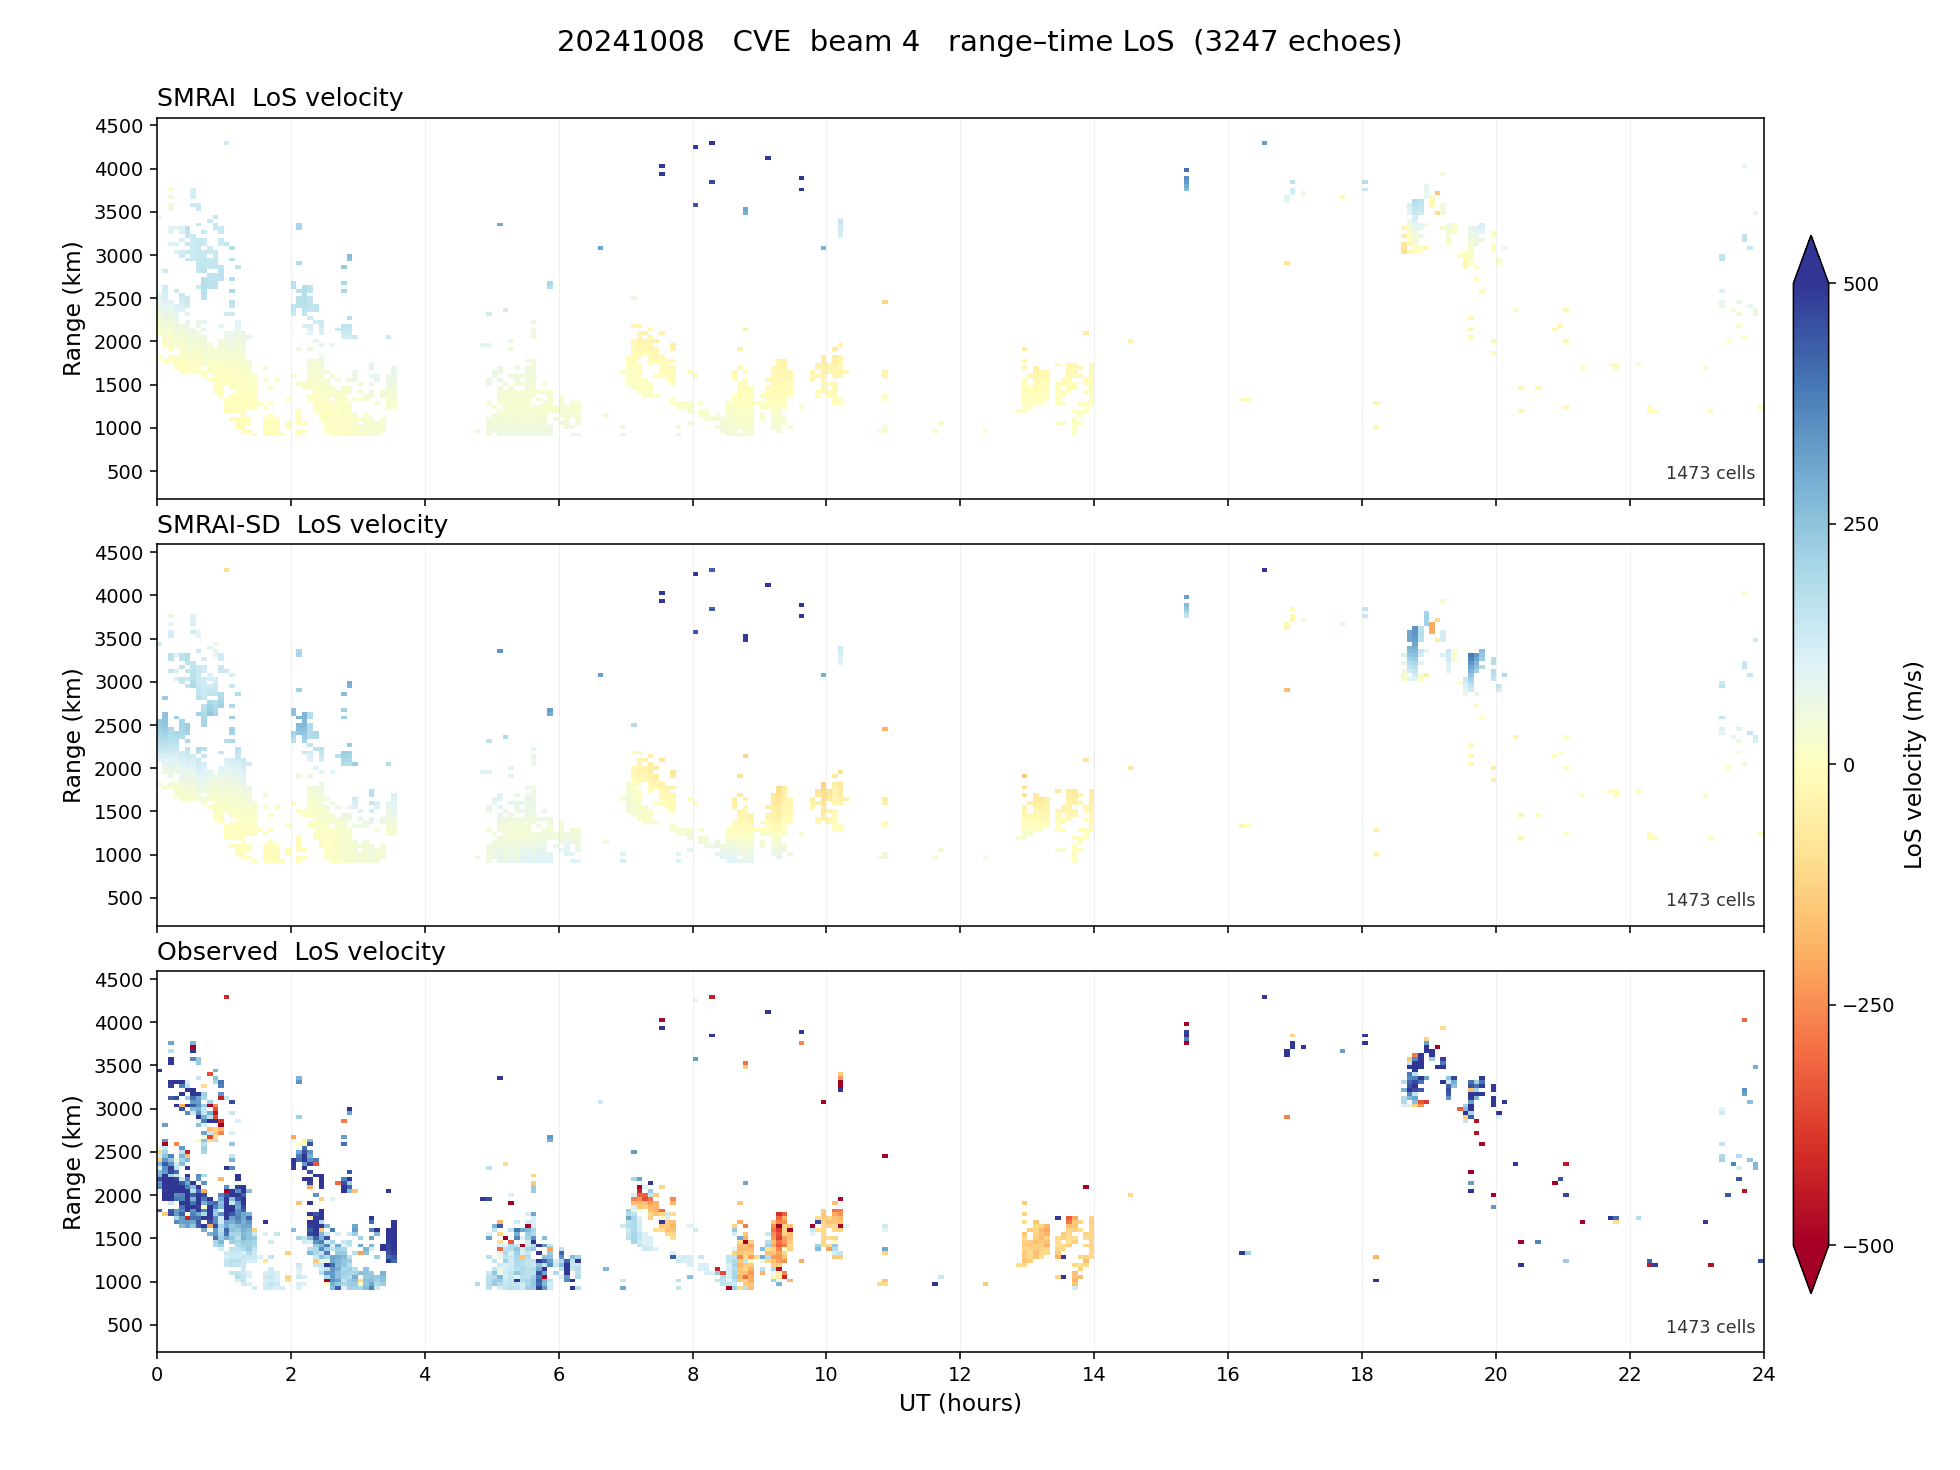 20241008   CVE  beam 4   range–time LoS  (3247 echoes)
SMRAI  LoS velocity
4500
4000
3500
3000
2500
2000
1500
1000
500
Range (km)
1473 cells
SMRAI-SD  LoS velocity
4500
4000
3500
3000
2500
2000
1500
1000
500
Range (km)
1473 cells
Observed  LoS velocity
4500
4000
3500
3000
2500
2000
1500
1000
500
Range (km)
1473 cells
0 2 4 6 8 10 12 14 16 18 20 22 24
UT (hours)
500
250
0
−250
−500
LoS velocity (m/s)